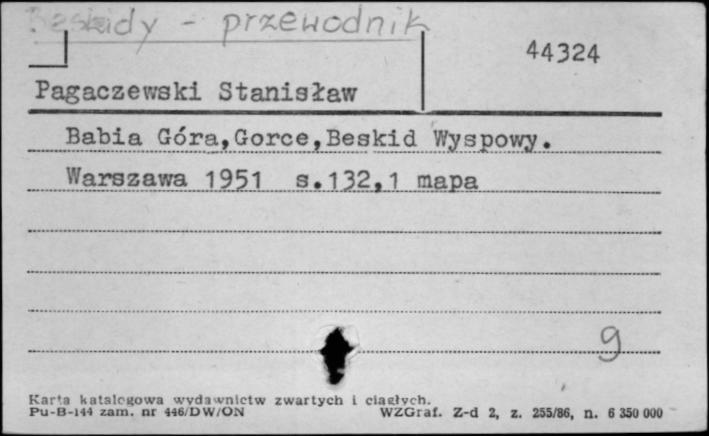 Beskidy - przewodnik
44324
Pagaczewski Stanisław
Babia Góra,Gorce,Beskid Wyspowy.
Warszawa 1951 s.132,1 mapa
9
Karta katalogowa wydawnictw zwartych i ciągłych.
Pu-B-144 zam. nr 446/DW/ON WZGraf. Z-d 2, z. 255/86, n. 6 350 000